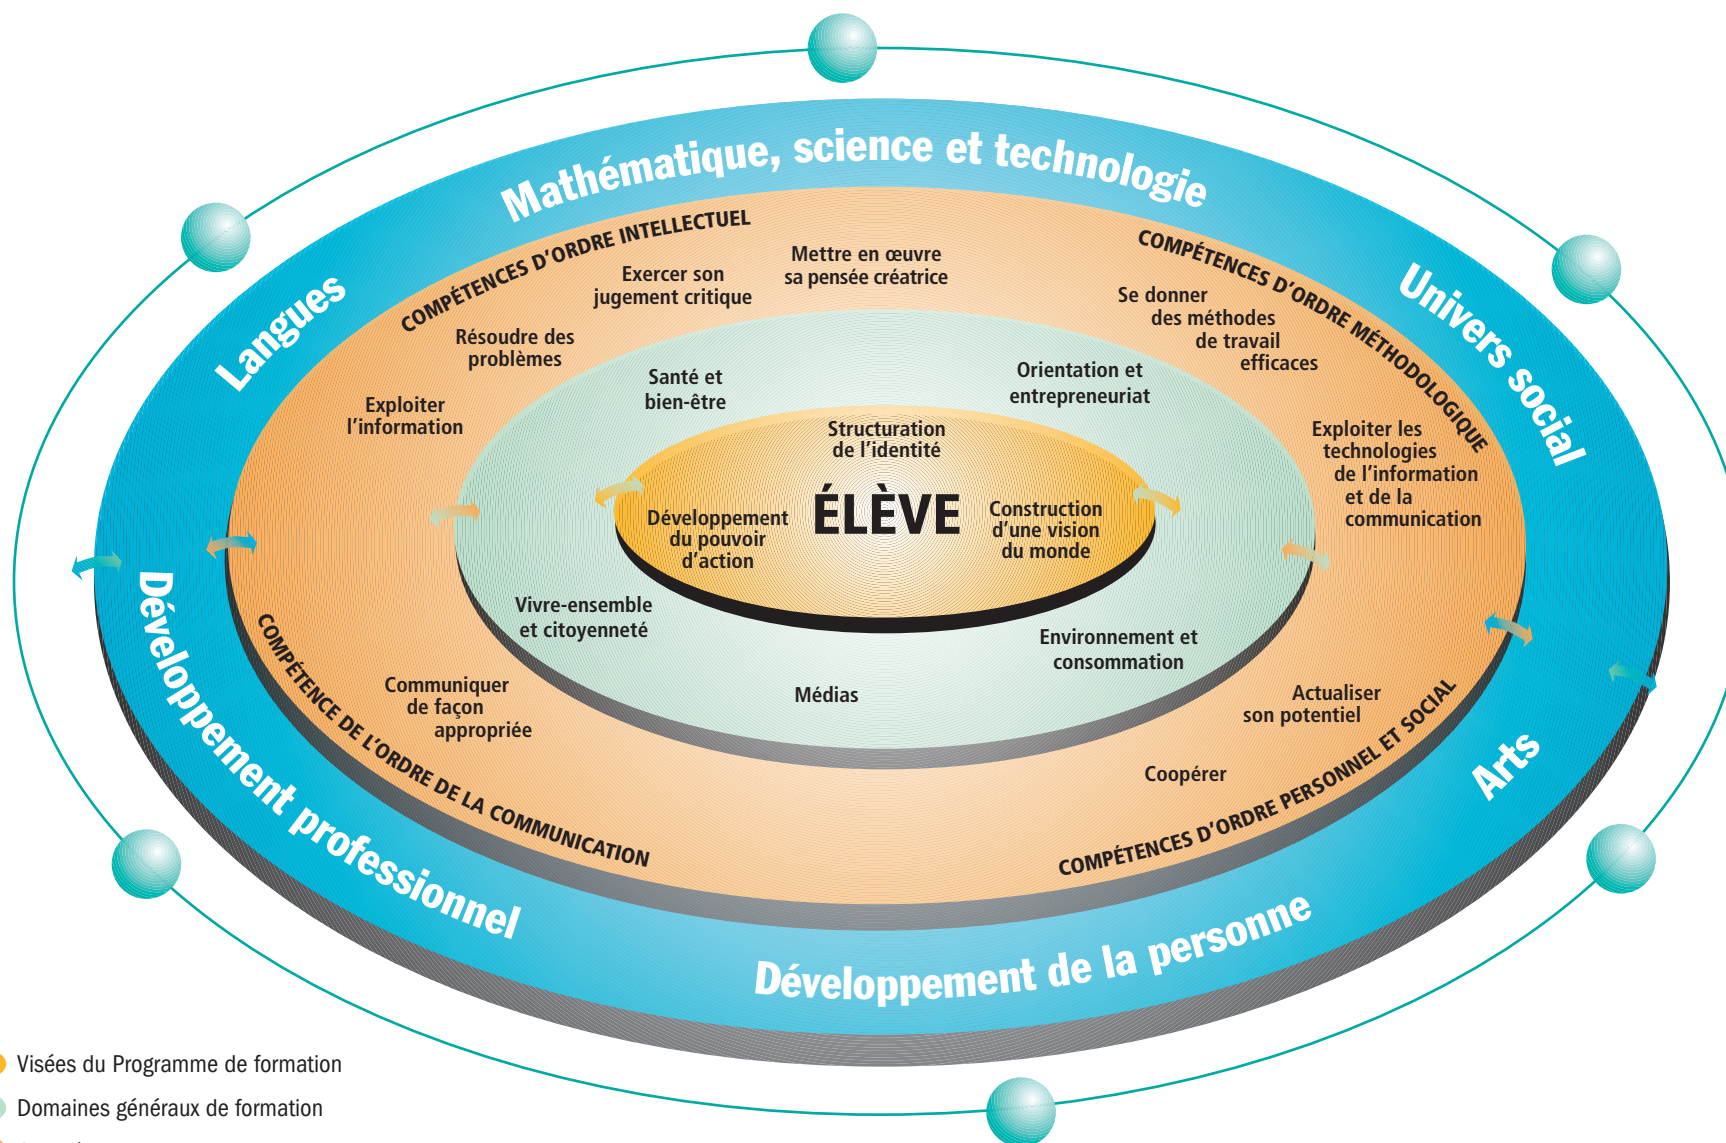 Mathématique, science et technologie
Langues
Univers social
COMPÉTENCES D'ORDRE INTELLECTUEL
COMPÉTENCES D'ORDRE MÉTHODOLOGIQUE
Mettre en œuvre
sa pensée créatrice
Exercer son
jugement critique
Résoudre des
problèmes
Exploiter
l'information
Se donner
des méthodes
de travail
efficaces
Exploiter les
technologies
de l'information
et de la
communication
Santé et
bien-être
Orientation et
entrepreneuriat
Structuration
de l'identité
ÉLÈVE
Développement
du pouvoir
d'action
Construction
d'une vision
du monde
Vivre-ensemble
et citoyenneté
Environnement et
consommation
Médias
Communiquer
de façon
appropriée
Actualiser
son potentiel
Coopérer
COMPÉTENCE DE L'ORDRE DE LA COMMUNICATION
COMPÉTENCES D'ORDRE PERSONNEL ET SOCIAL
Développement professionnel
Arts
Développement de la personne
Visées du Programme de formation
Domaines généraux de formation